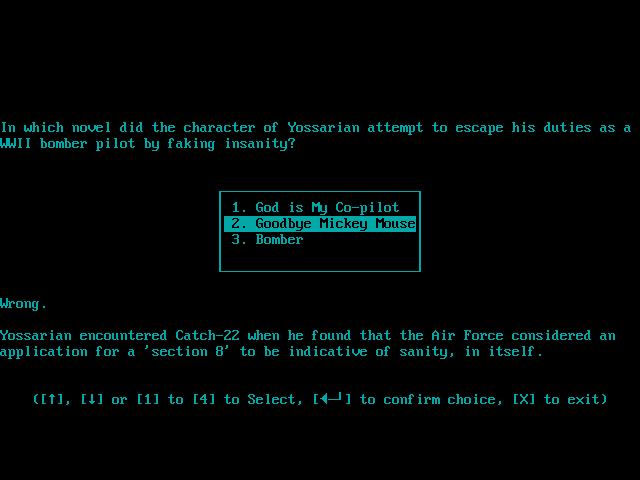 In which novel did the character of Yossarian attempt to escape his duties as a
WWII bomber pilot by faking insanity?
1. God is My Co-pilot
2. Goodbye Mickey Mouse
3. Bomber
Wrong.
Yossarian encountered Catch-22 when he found that the Air Force considered an
application for a 'section 8' to be indicative of sanity, in itself.
([↑], [↓] or [1] to [4] to Select, [◄─┘] to confirm choice, [X] to exit)